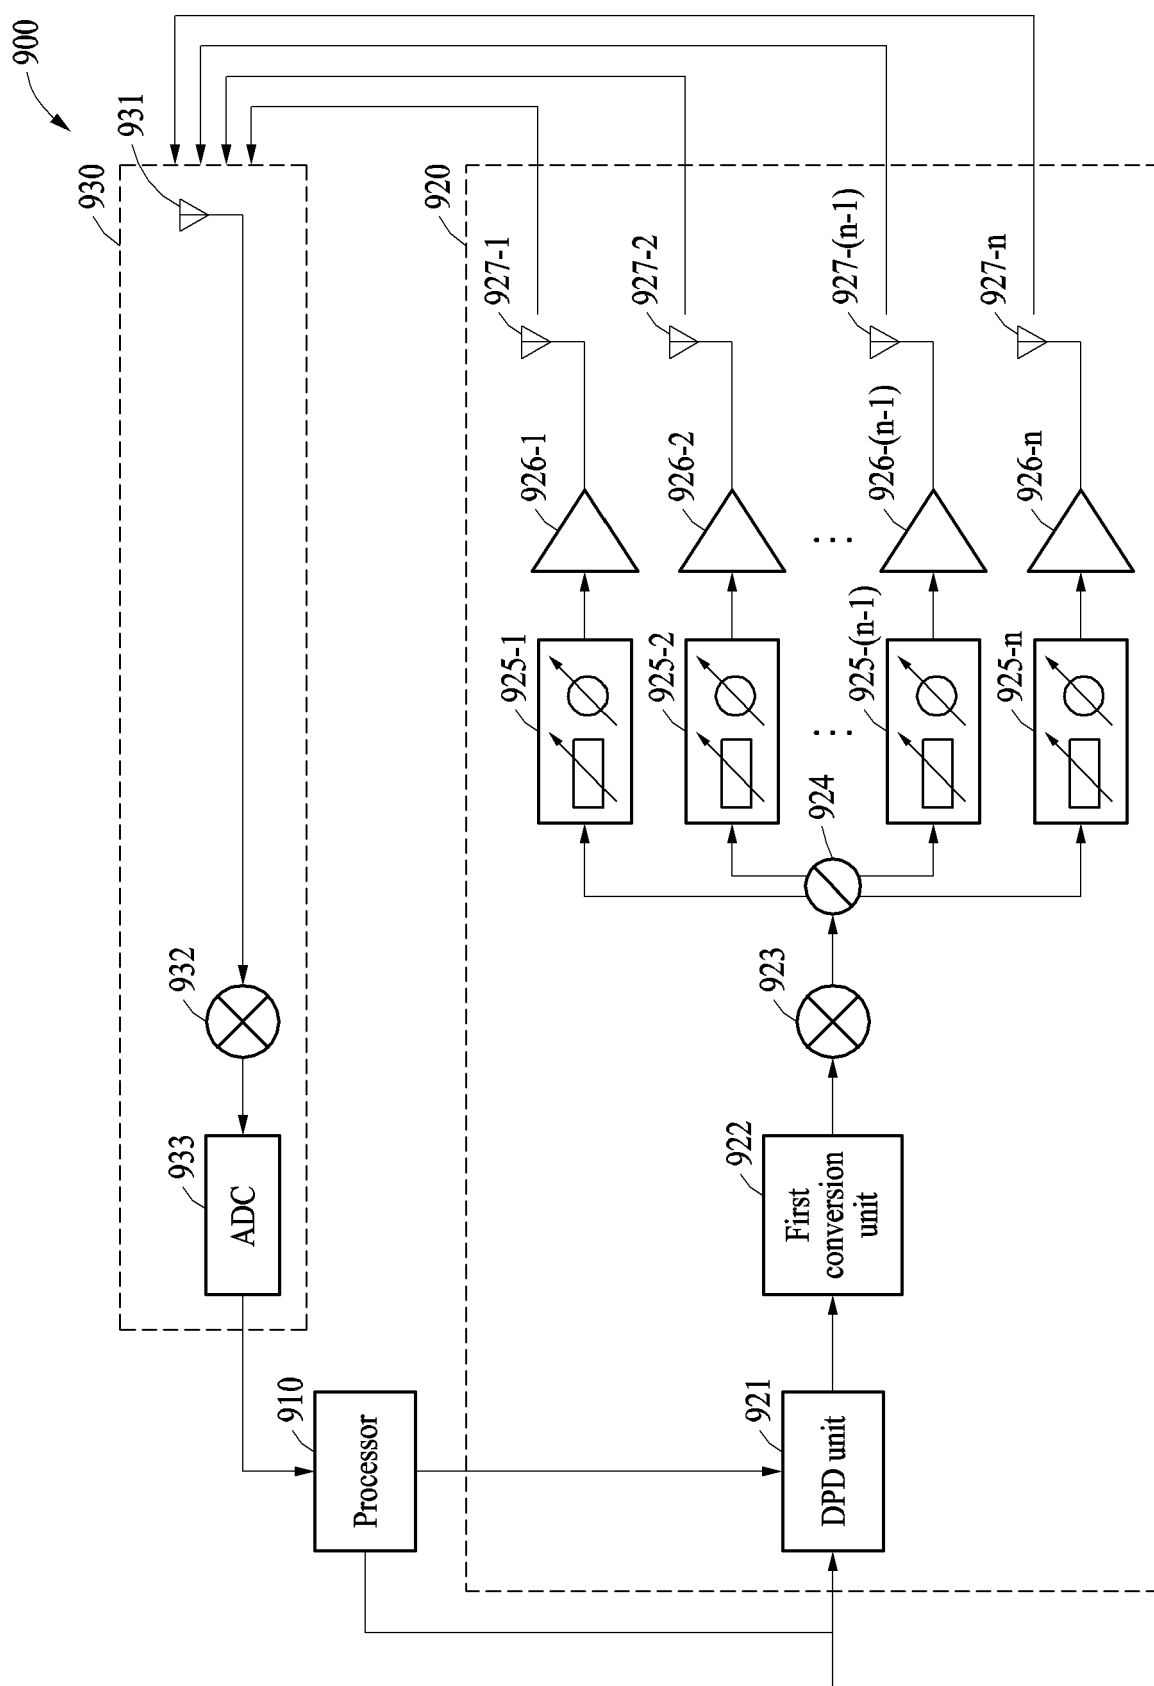 900
930
931
932
933
ADC
910
Processor
920
927-1
927-2
927-(n-1)
927-n
926-1
926-2
...
926-(n-1)
926-n
925-1
925-2
...
925-(n-1)
925-n
924
923
922
First
conversion
unit
921
DPD unit